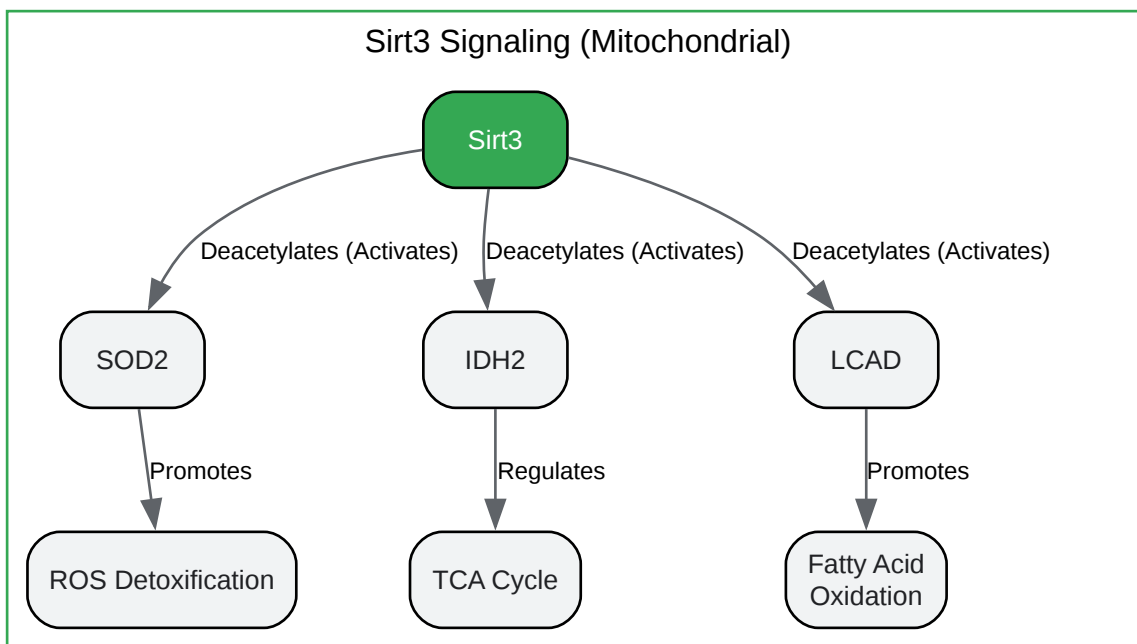 Sirt3 Signaling (Mitochondrial)
Sirt3
Deacetylates (Activates)
Deacetylates (Activates)
Deacetylates (Activates)
SOD2
IDH2
LCAD
Promotes
Regulates
Promotes
ROS Detoxification
TCA Cycle
Fatty Acid
Oxidation